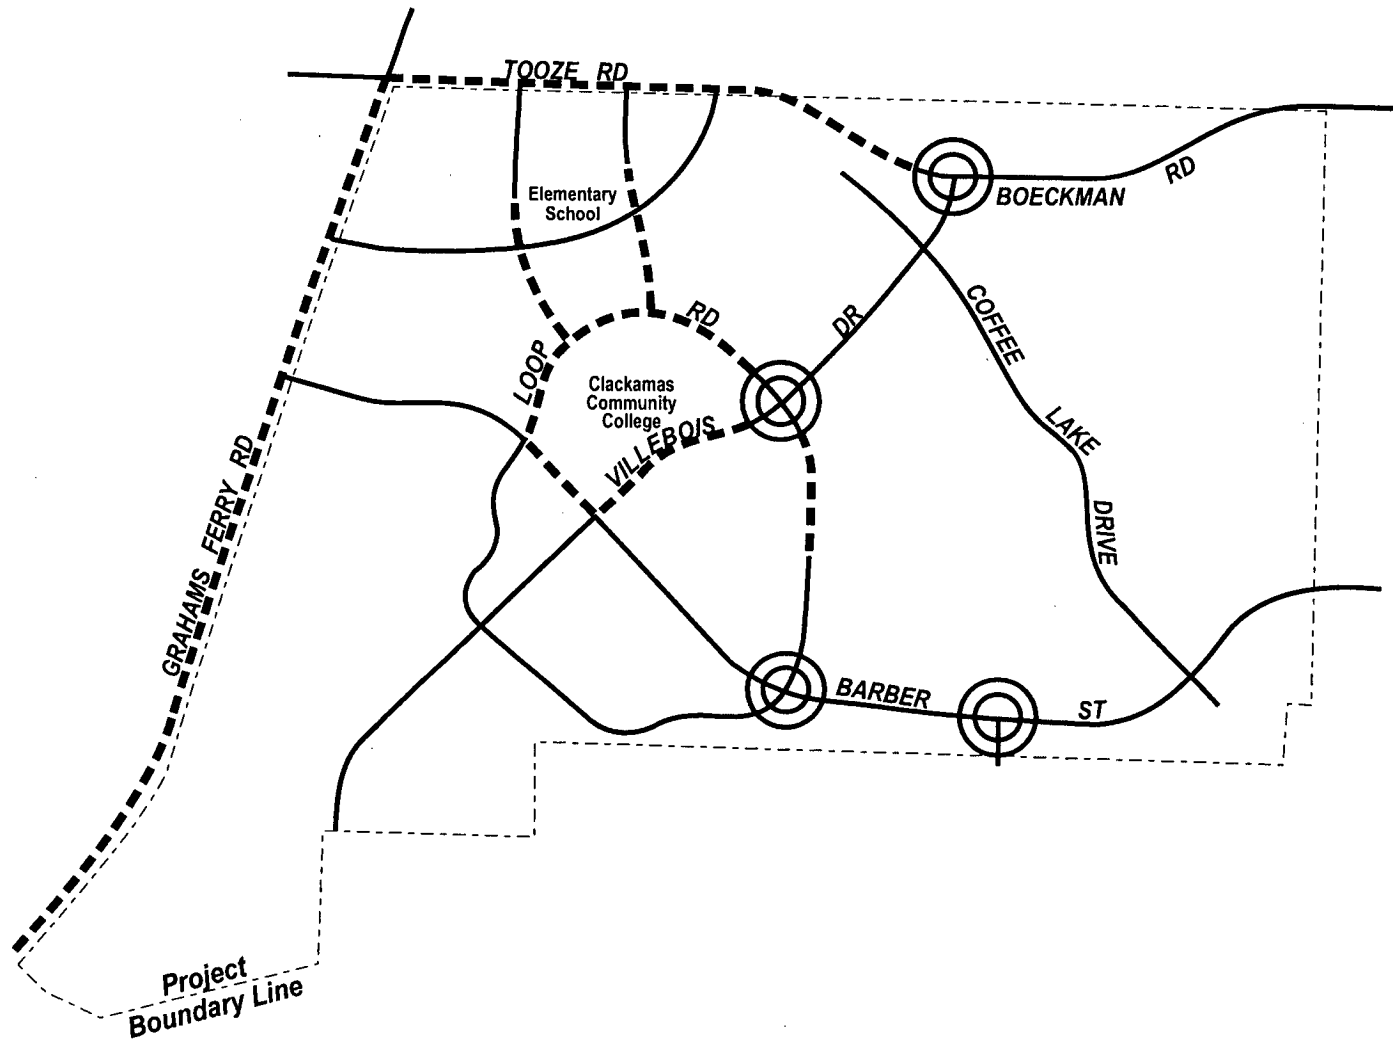 TOOZE RD
Elementary
School
BOECKMAN
RD
COFFEE
LAKE
DRIVE
RD
DR
LOOP
Clackamas
Community
College
VILLEBOIS
GRAHAMS FERRY RD
BARBER
ST
Project
Boundary Line